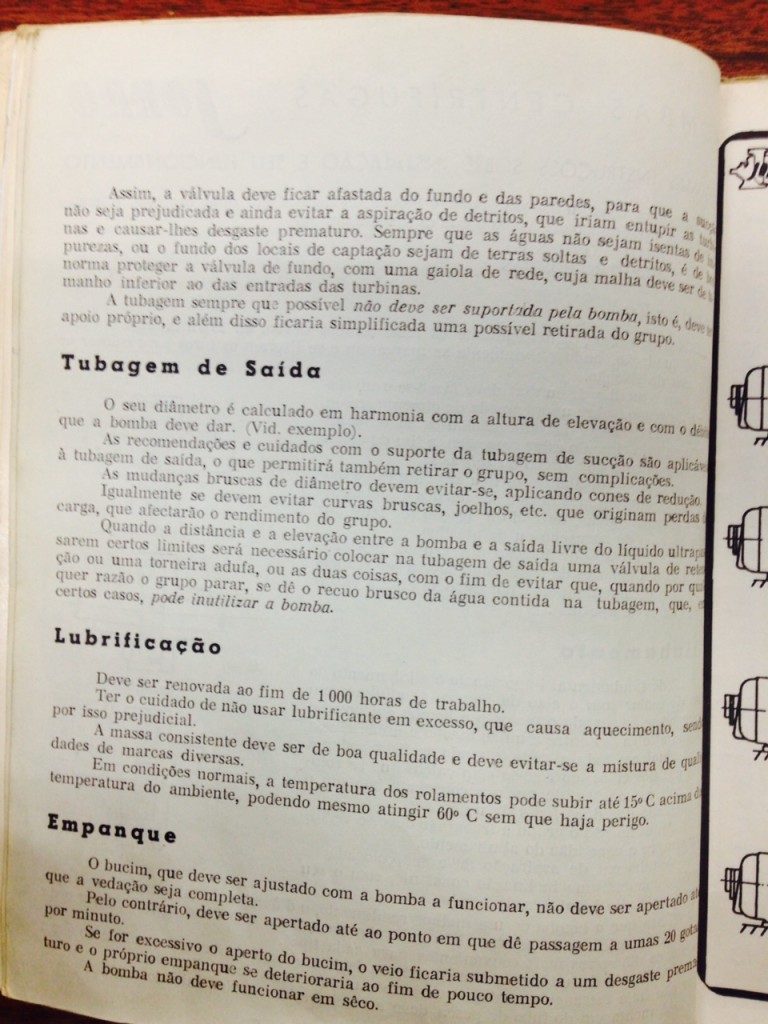 Assim, a válvula deve ficar afastada do fundo e das paredes, para que a
não seja prejudicada e ainda evitar a aspiração de detritos, que iriam entupir as
nas e causar-lhes desgaste prematuro. Sempre que as águas não sejam isentas de
purezas, ou o fundo dos locais de captação sejam de terras soltas e detritos, é de
norma proteger a válvula de fundo, com uma gaiola de rede, cuja malha deve ser de
manho inferior ao das entradas das turbinas.
A tubagem sempre que possível não deve ser suportada pela bomba, isto é, deve
apoio próprio, e além disso ficaria simplificada uma possível retirada do grupo.
Tubagem de Saída
O seu diâmetro é calculado em harmonia com a altura de elevação e com o
que a bomba deve dar. (Vid. exemplo).
As recomendações e cuidados com o suporte da tubagem de sucção são
à tubagem de saída, o que permitirá também retirar o grupo, sem complicações.
As mudanças bruscas de diâmetro devem evitar-se, aplicando cones de redução.
Igualmente se devem evitar curvas bruscas, joelhos, etc. que originam perdas
carga, que afectarão o rendimento do grupo.
Quando a distância e a elevação entre a bomba e a saída livre do líquido
sarem certos limites será necessário colocar na tubagem de saída uma válvula de
ção ou uma torneira adufa, ou as duas coisas, com o fim de evitar que, quando por
quer razão o grupo parar, se dê o recuo brusco da água contida na tubagem, que,
certos casos, pode inutilizar a bomba.
Lubrificação
Deve ser renovada ao fim de 1000 horas de trabalho.
Ter o cuidado de não usar lubrificante em excesso, que causa aquecimento,
por isso prejudicial.
A massa consistente deve ser de boa qualidade e deve evitar-se a mistura de
dades de marcas diversas.
Em condições normais, a temperatura dos rolamentos pode subir até 15º C acima
temperatura do ambiente, podendo mesmo atingir 60º C sem que haja perigo.
Empanque
O bucim, que deve ser ajustado com a bomba a funcionar, não deve ser apertado
que a vedação seja completa.
Pelo contrário, deve ser apertado até ao ponto em que dê passagem a umas 20
por minuto.
Se for excessivo o aperto do bucim, o veio ficaria submetido a um desgaste
turo e o próprio empanque se deterioraria ao fim de pouco tempo.
A bomba não deve funcionar em sêco.